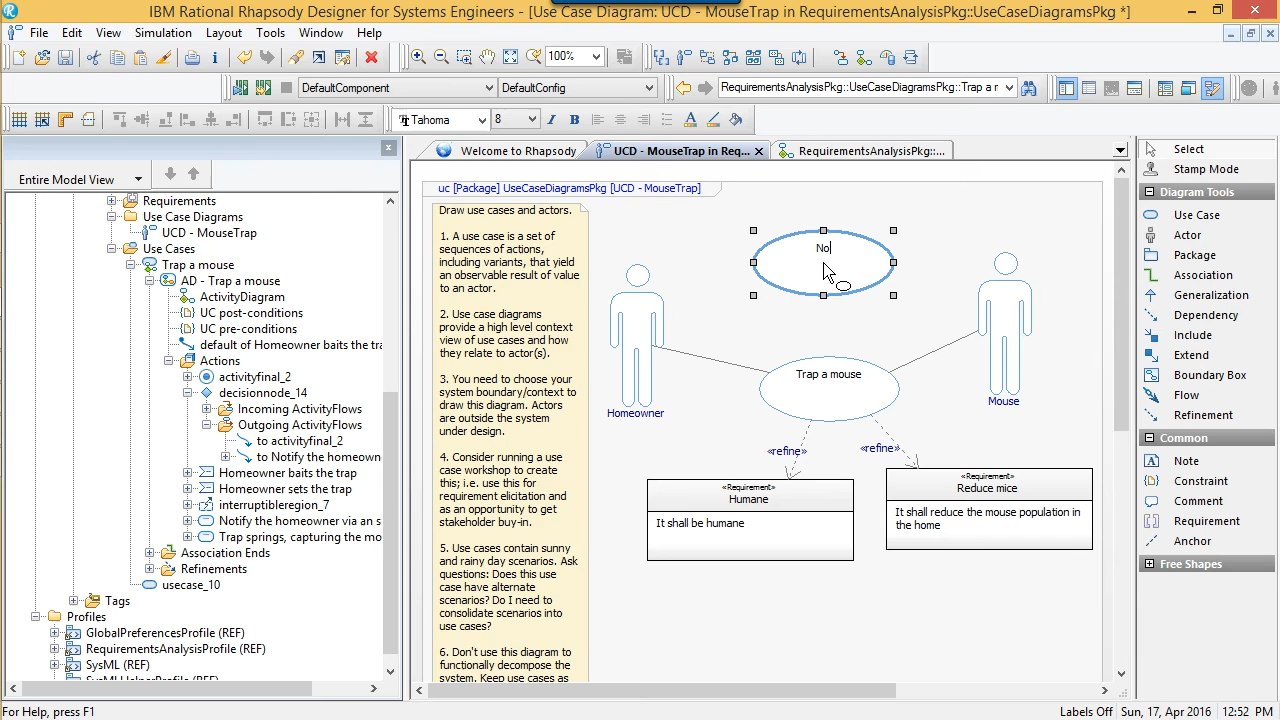 IBM Rational Rhapsody Designer for Systems Engineers - [Use Case Diagram: UCD - MouseTrap in RequirementsAnalysisPkg::UseCaseDiagramsPkg *]
File Edit View Simulation Layout Tools Window Help
100%
DefaultComponent DefaultConfig RequirementsAnalysisPkg::UseCaseDiagramsPkg::Trap a
Tahoma 8
Welcome to Rhapsody UCD - MouseTrap in Req... RequirementsAnalysisPkg::...
Entire Model View
Requirements
Use Case Diagrams
UCD - MouseTrap
Use Cases
Trap a mouse
AD - Trap a mouse
ActivityDiagram
UC post-conditions
UC pre-conditions
default of Homeowner baits the tra
Actions
activityfinal_2
decisionnode_14
Incoming ActivityFlows
Outgoing ActivityFlows
to activityfinal_2
to Notify the homeown
Homeowner baits the trap
Homeowner sets the trap
interruptibleregion_7
Notify the homeowner via an s
Trap springs, capturing the mo
Association Ends
Refinements
usecase_10
Tags
Profiles
GlobalPreferencesProfile (REF)
RequirementsAnalysisProfile (REF)
SysML (REF)
SysMLHelperProfile (REF)
uc [Package] UseCaseDiagramsPkg [UCD - MouseTrap]
Draw use cases and actors.
1. A use case is a set of
sequences of actions,
including variants, that yield
an observable result of value
to an actor.
2. Use case diagrams
provide a high level context
view of use cases and how
they relate to actor(s).
3. You need to choose your
system boundary/context to
draw this diagram. Actors
are outside the system
under design.
4. Consider running a use
case workshop to create
this; i.e. use this for
requirement elicitation and
as an opportunity to get
stakeholder buy-in.
5. Use cases contain sunny
and rainy day scenarios. Ask
questions: Does this use
case have alternate
scenarios? Do I need to
consolidate scenarios into
use cases?
6. Don't use this diagram to
functionally decompose the
system. Keep use cases as
No
Homeowner
Trap a mouse
Mouse
«refine» «refine»
«Requirement»
Humane
It shall be humane
«Requirement»
Reduce mice
It shall reduce the mouse population in
the home
Select
Stamp Mode
Diagram Tools
Use Case
Actor
Package
Association
Generalization
Dependency
Include
Extend
Boundary Box
Flow
Refinement
Common
Note
Constraint
Comment
Requirement
Anchor
Free Shapes
For Help, press F1 Labels Off Sun, 17, Apr 2016 12:52 PM